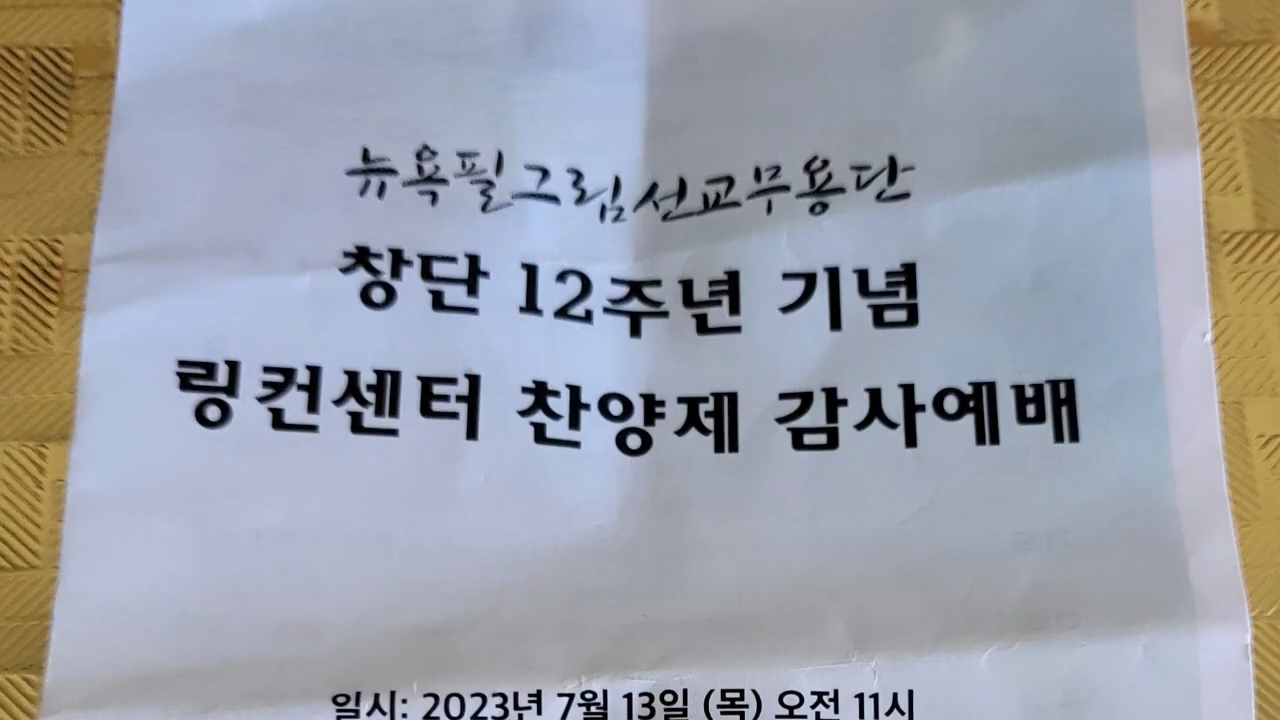 뉴욕필그림선교무용단
창단 12주년 기념
링컨센터 찬양제 감사예배
일시: 2023년 7월 13일 (목) 오전 11시